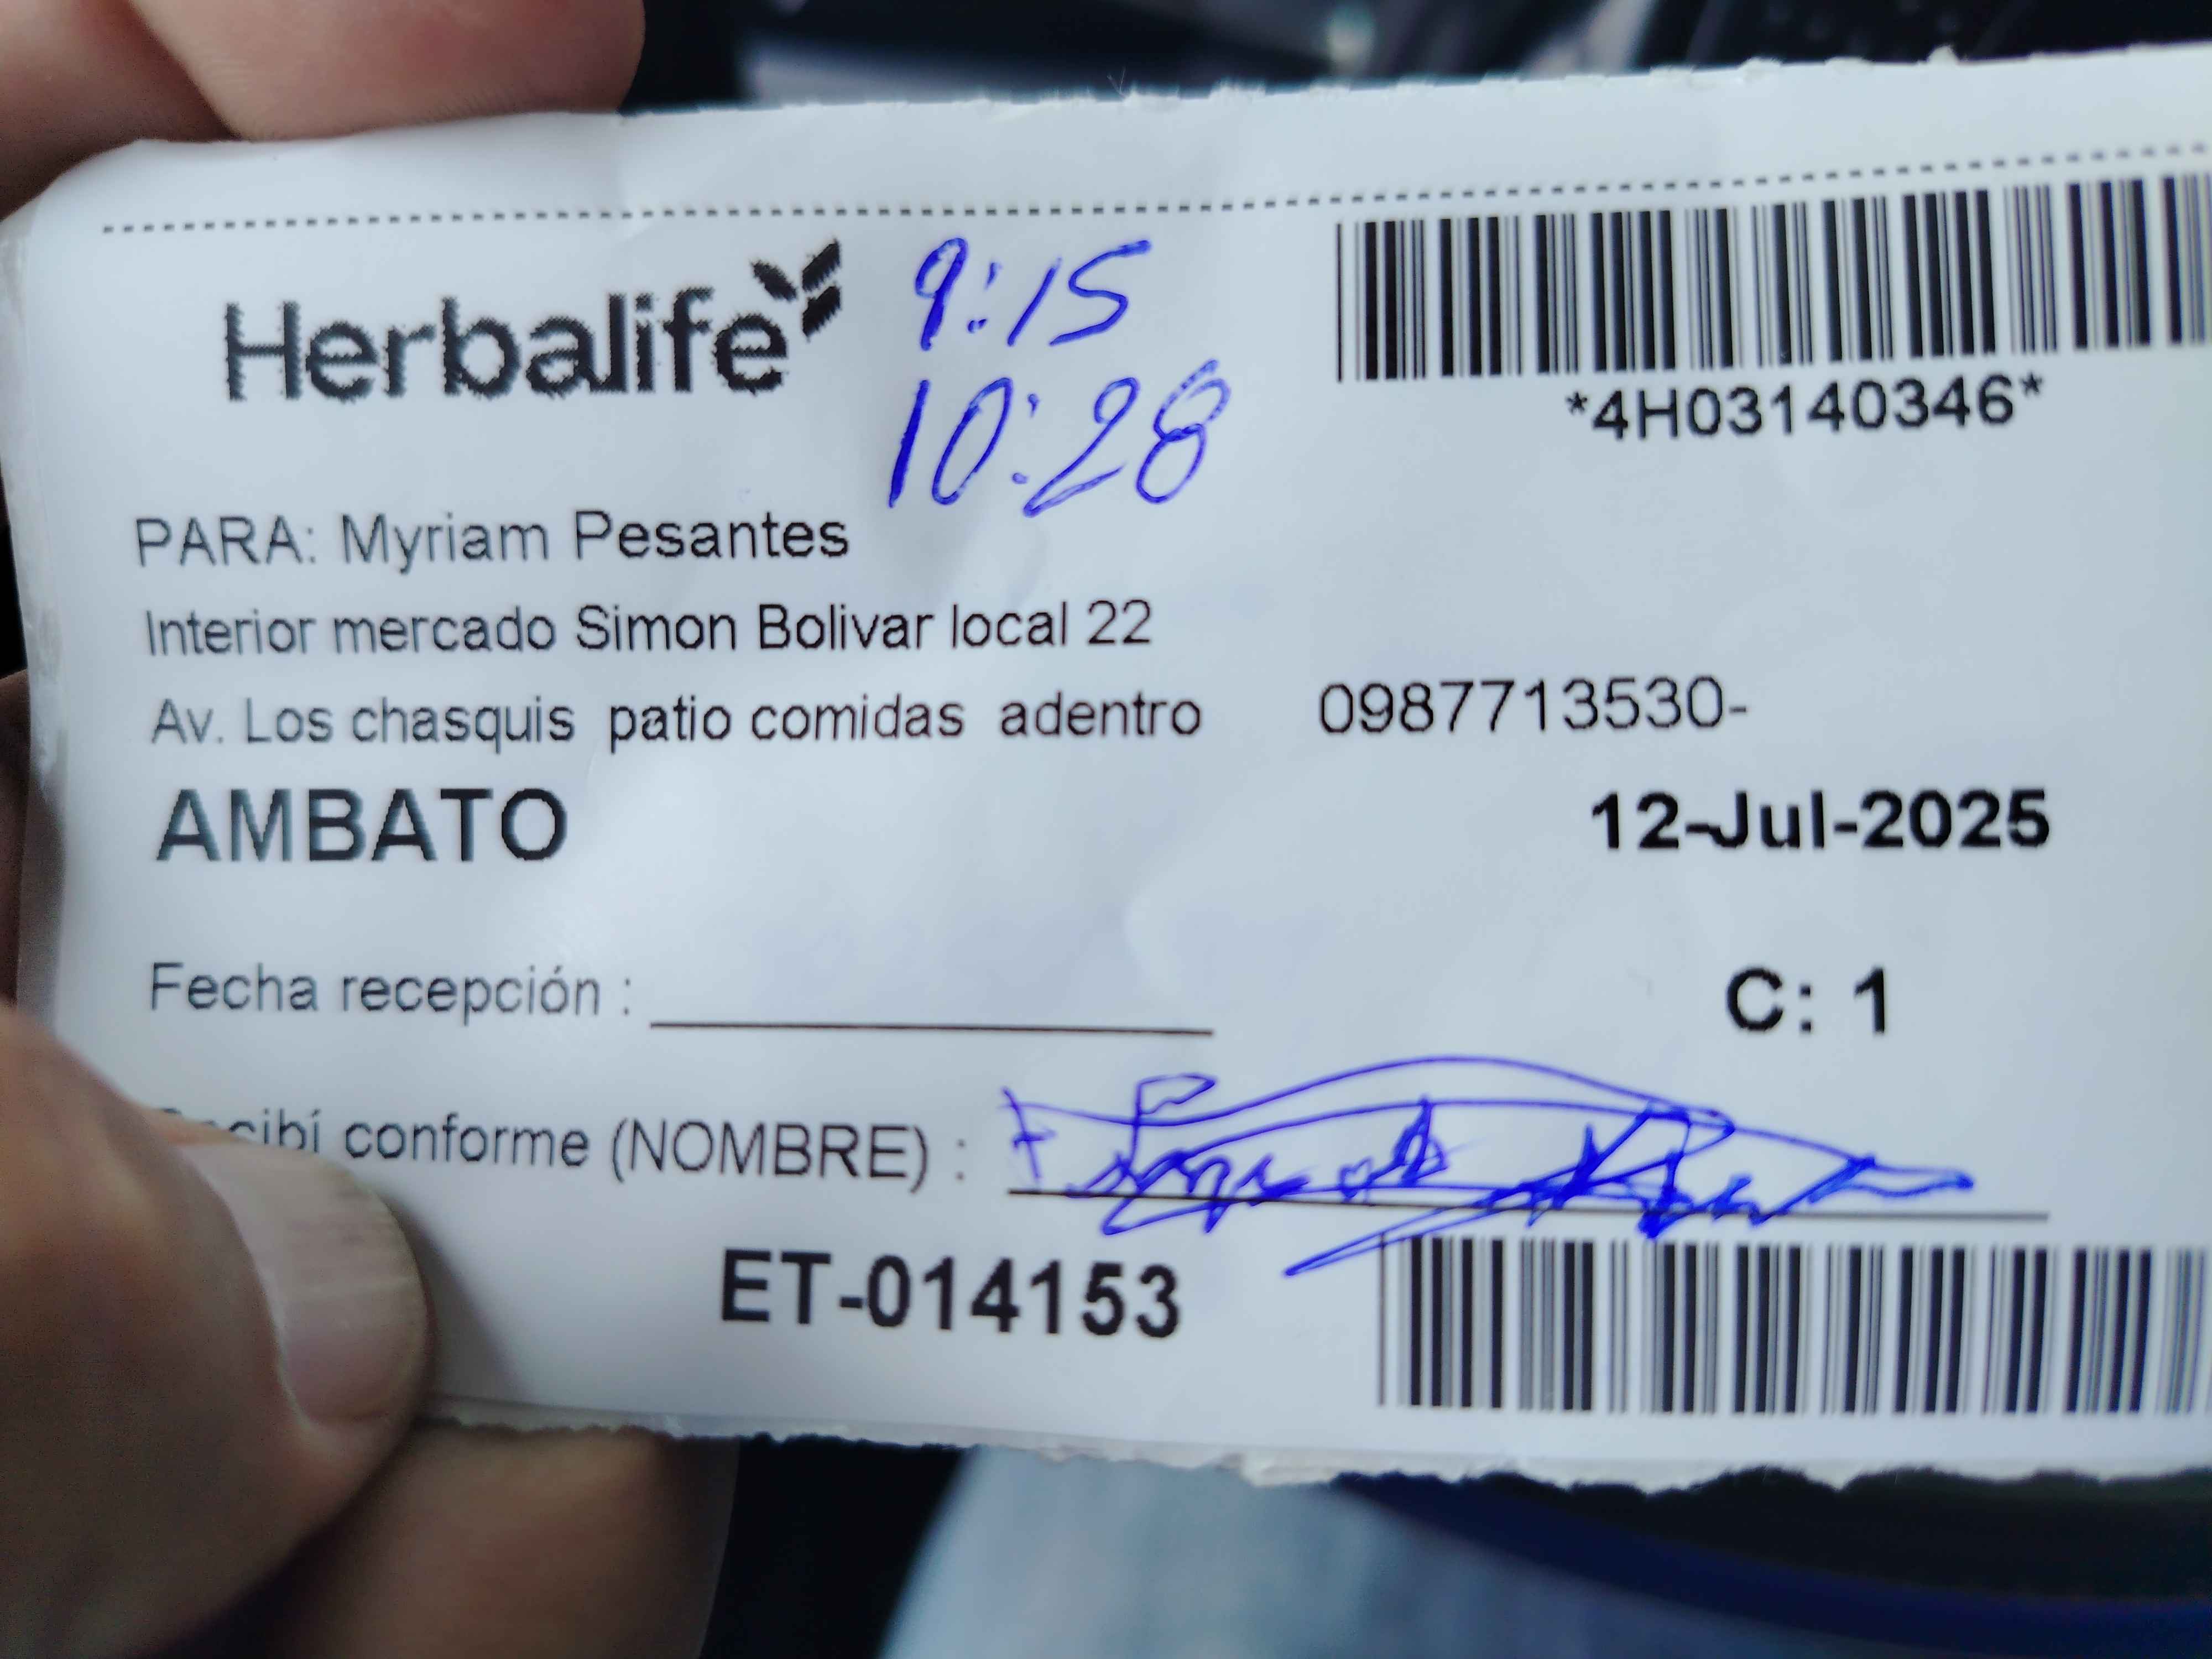 Herbalife
9:15
10:28
*4H03140346*
PARA: Myriam Pesantes
Interior mercado Simon Bolivar local 22
Av. Los chasquis patio comidas adentro 0987713530-
AMBATO
12-Jul-2025
Fecha recepción :
C: 1
conforme (NOMBRE) :
ET-014153